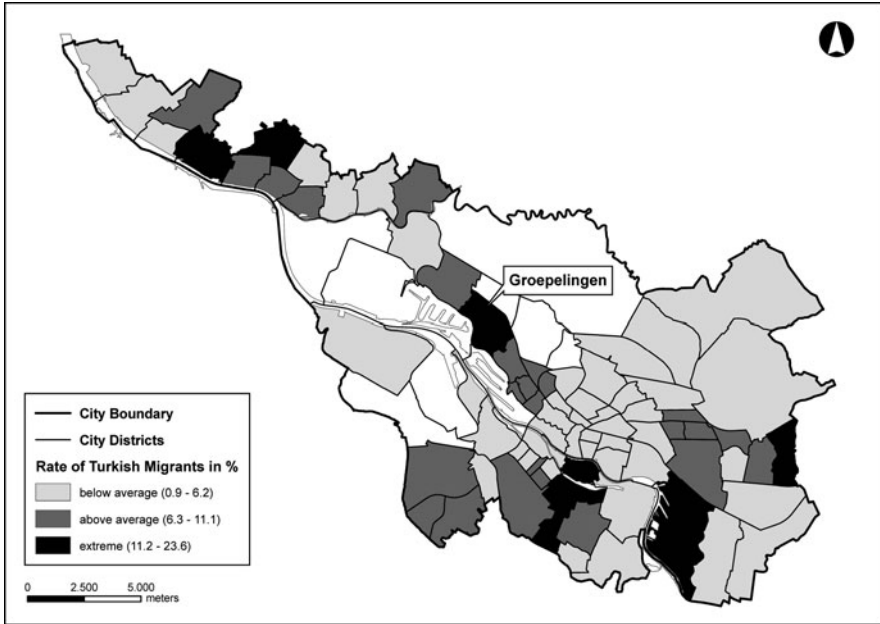 Groepelingen
City Boundary
City Districts
Rate of Turkish Migrants in %
below average (0.9 - 6.2)
above average (6.3 - 11.1)
extreme (11.2 - 23.6)
0 2.500 5.000
meters